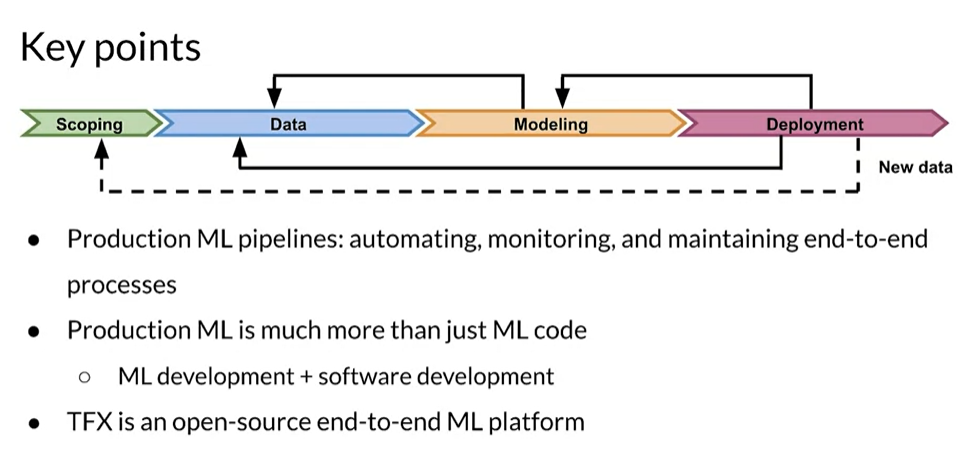 Key points
Scoping
Data
Modeling
Deployment
New data
● Production ML pipelines: automating, monitoring, and maintaining end-to-end
processes
● Production ML is much more than just ML code
○ ML development + software development
● TFX is an open-source end-to-end ML platform